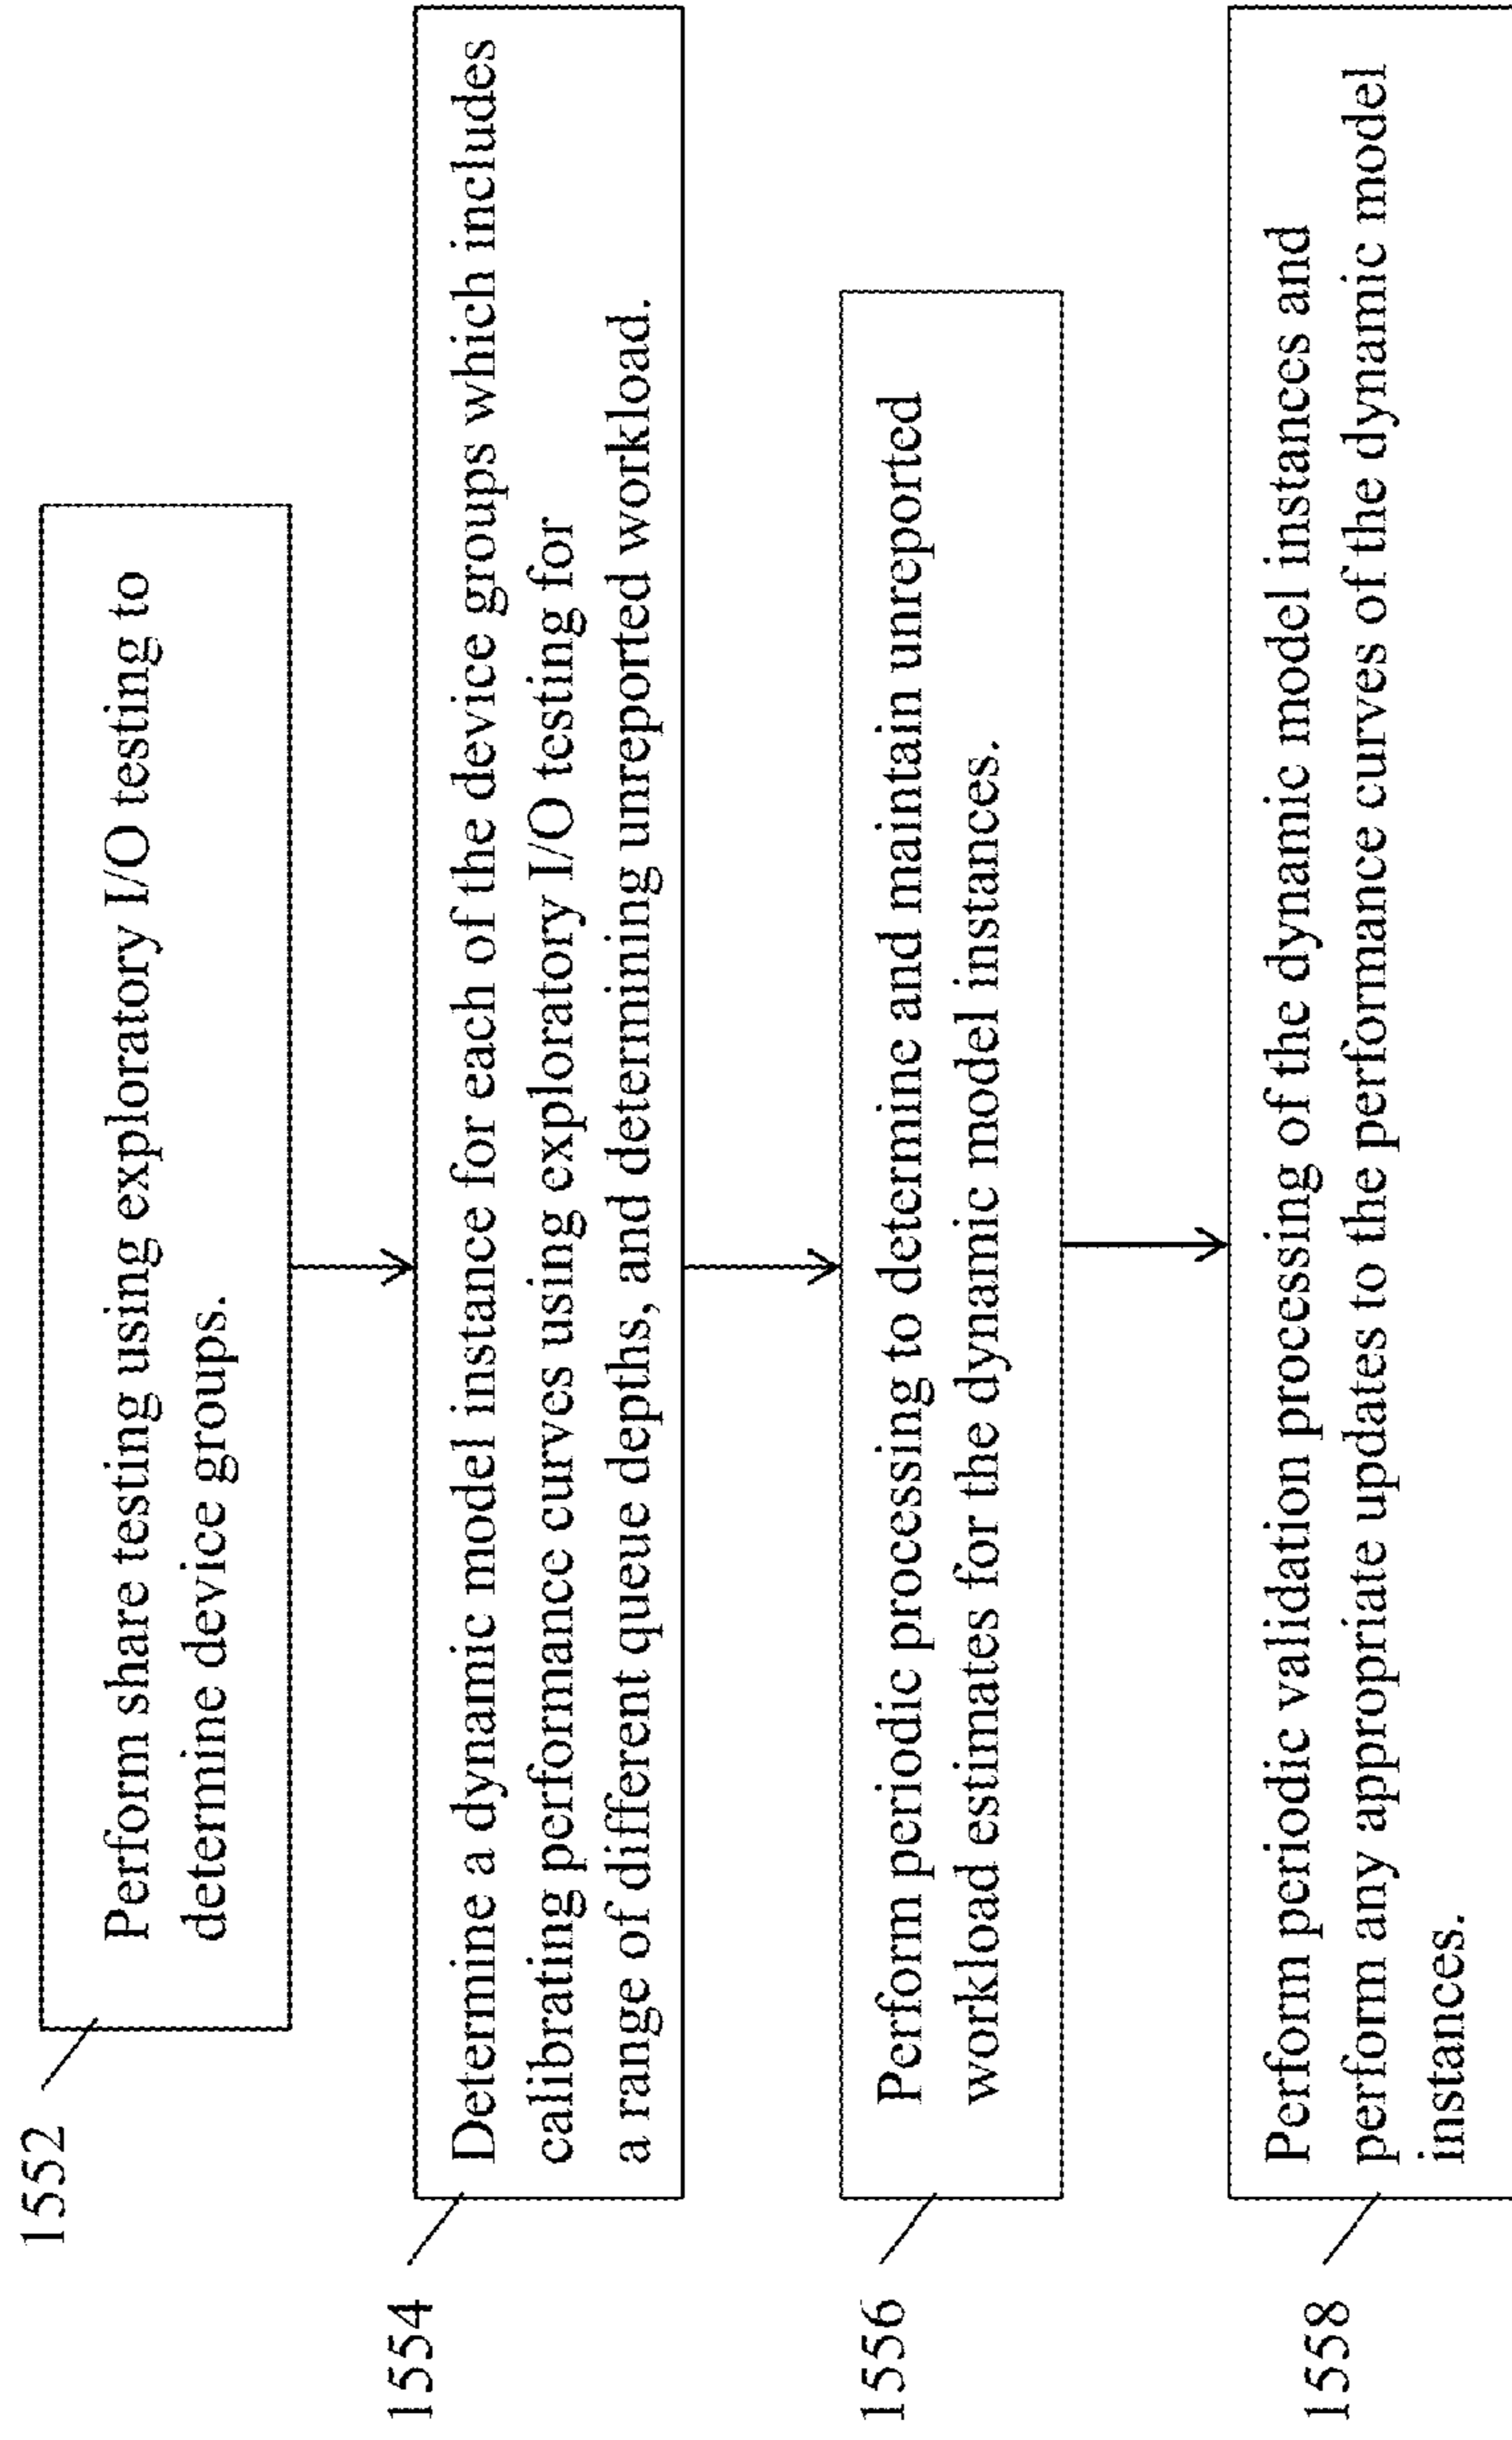 1552
Perform share testing using exploratory I/O testing to
determine device groups.
1554
Determine a dynamic model instance for each of the device groups which includes
calibrating performance curves using exploratory I/O testing for
a range of different queue depths, and determining unreported workload.
1556
Perform periodic processing to determine and maintain unreported
workload estimates for the dynamic model instances.
1558
Perform periodic validation processing of the dynamic model instances and
perform any appropriate updates to the performance curves of the dynamic model
instances.